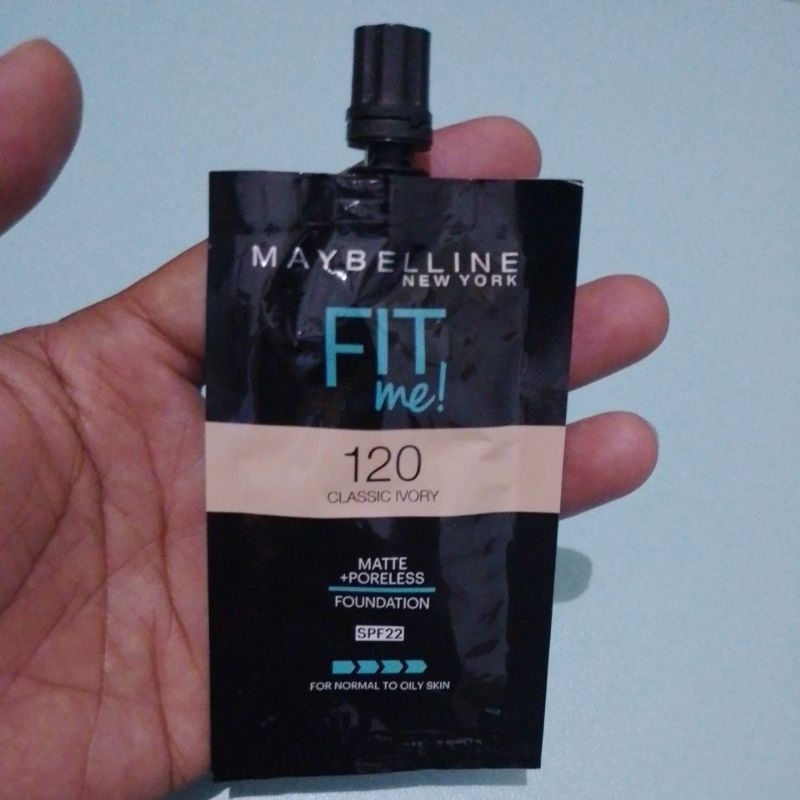 MAYBELLINE
NEW YORK
FIT
me!
120
CLASSIC IVORY
MATTE
+PORELESS
FOUNDATION
SPF22
FOR NORMAL TO OILY SKIN